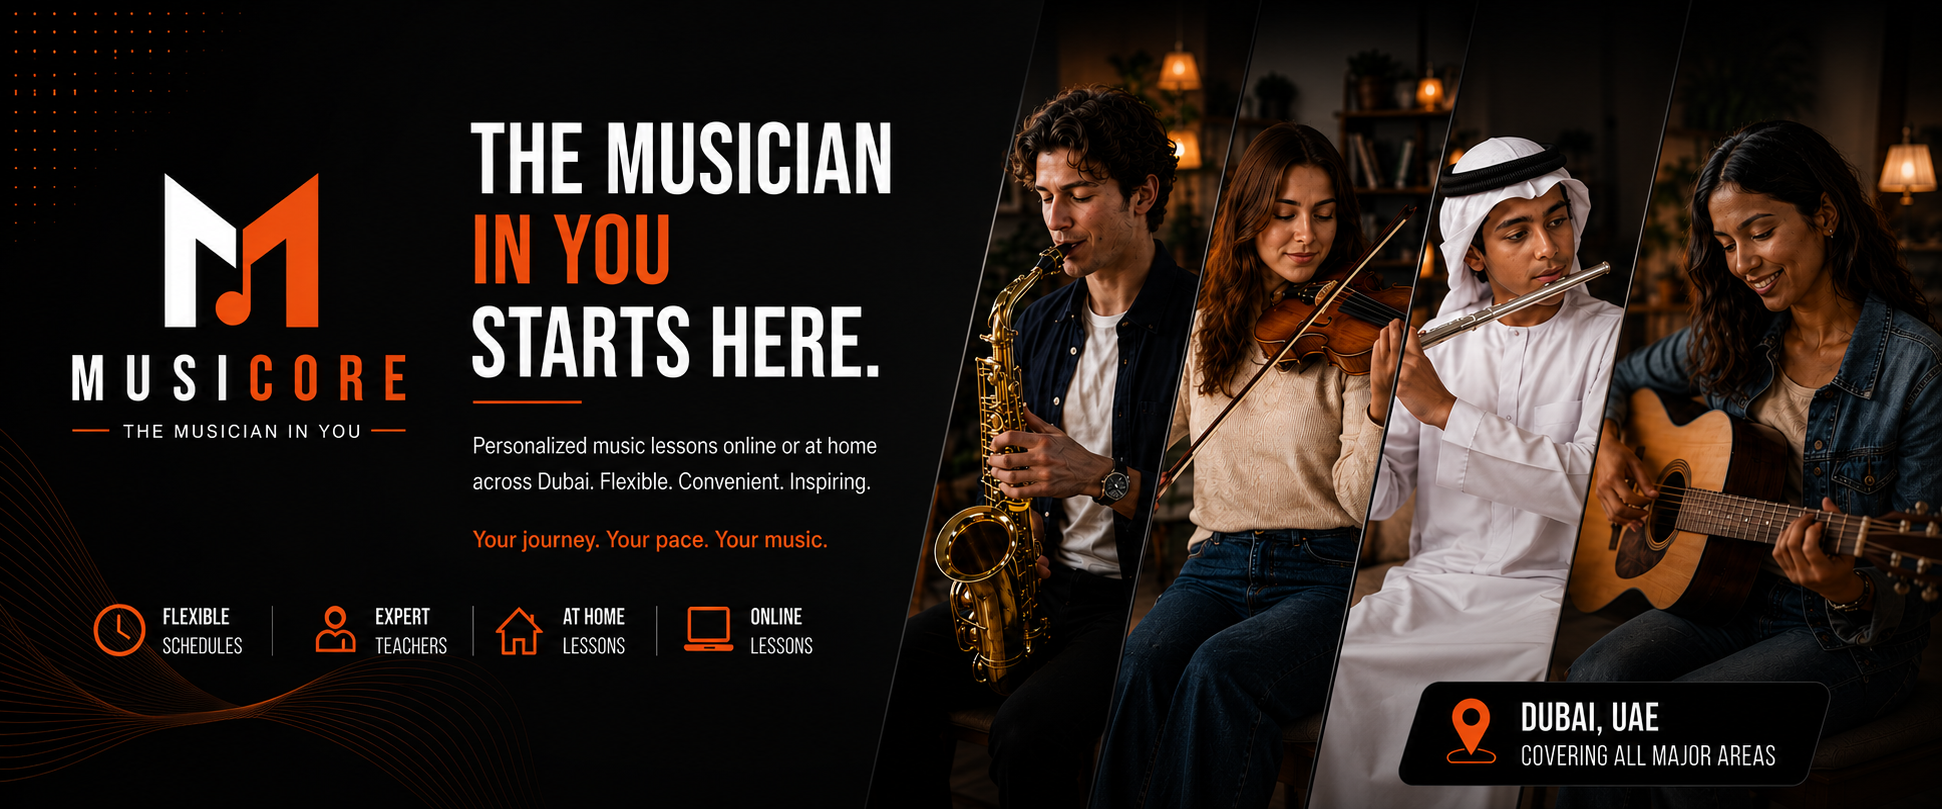 MUSICORE
THE MUSICIAN IN YOU
THE MUSICIAN
IN YOU
STARTS HERE.
Personalized music lessons online or at home
across Dubai. Flexible. Convenient. Inspiring.
Your journey. Your pace. Your music.
FLEXIBLE
SCHEDULES
EXPERT
TEACHERS
AT HOME
LESSONS
ONLINE
LESSONS
DUBAI, UAE
COVERING ALL MAJOR AREAS